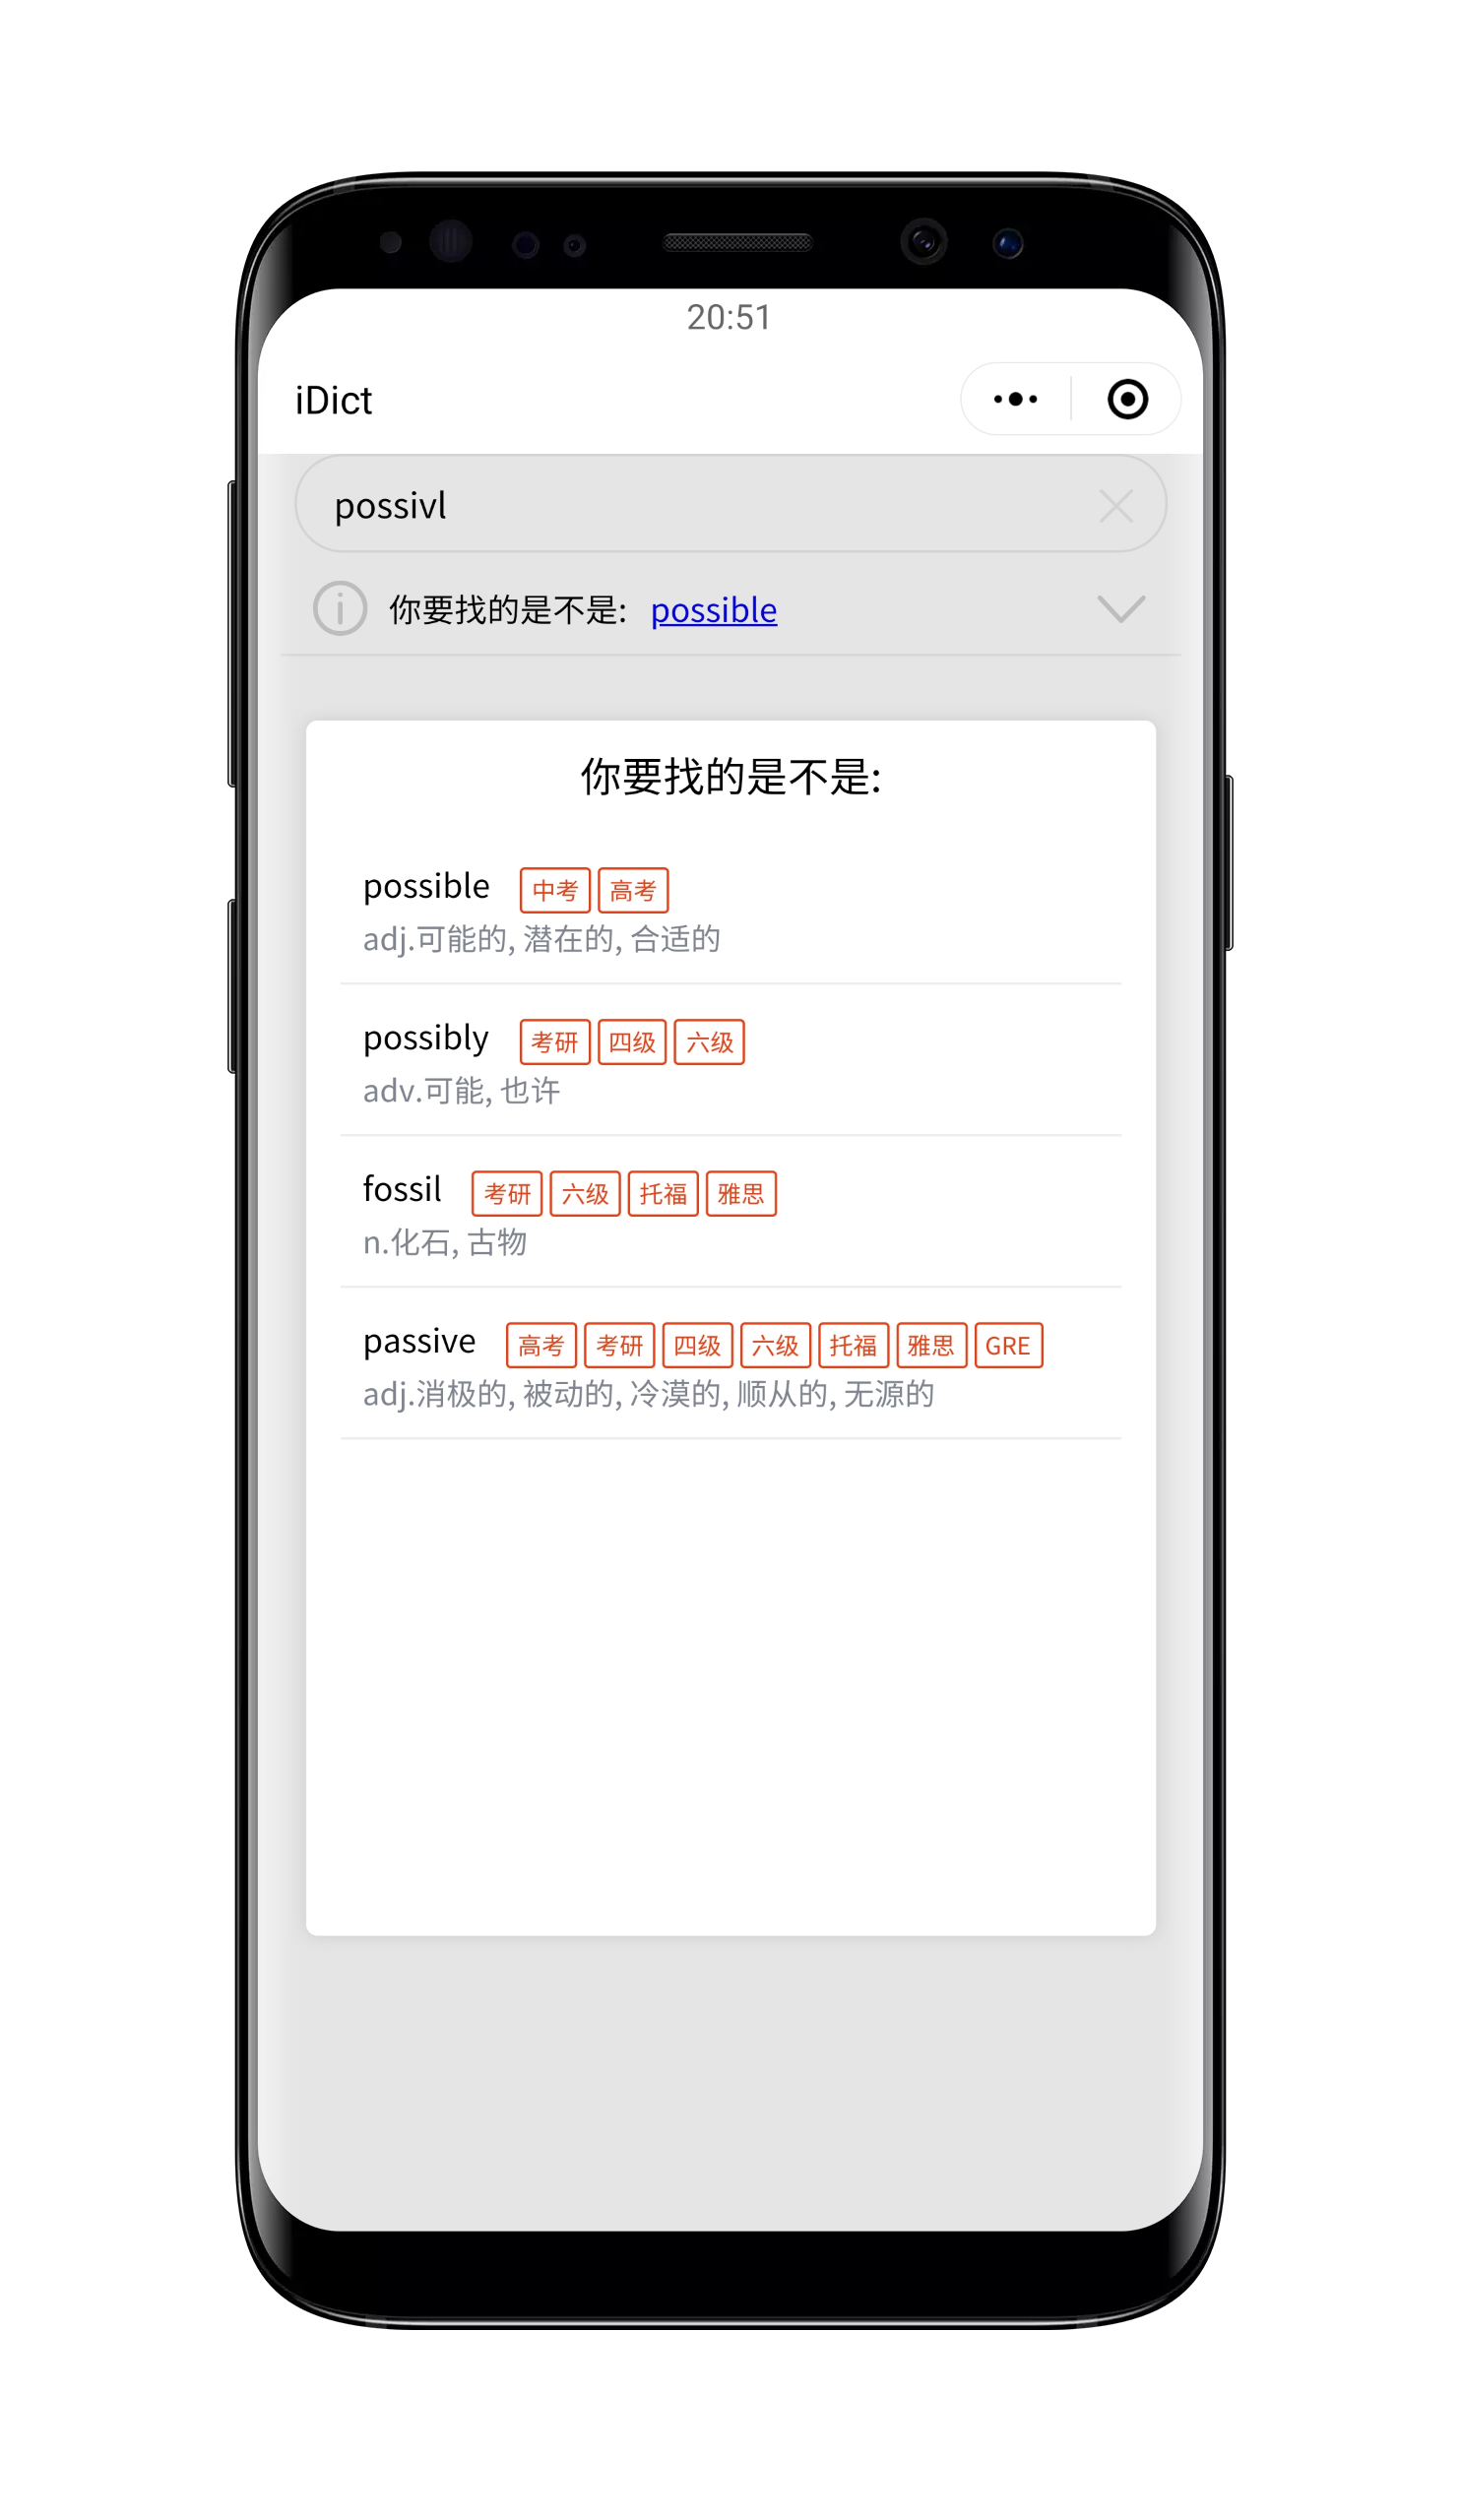 20:51
iDict
possivl
你要找的是不是: possible
你要找的是不是:
possible 中考 高考
adj.可能的, 潜在的, 合适的
possibly 考研 四级 六级
adv.可能, 也许
fossil 考研 六级 托福 雅思
n.化石, 古物
passive 高考 考研 四级 六级 托福 雅思 GRE
adj.消极的, 被动的, 冷漠的, 顺从的, 无源的